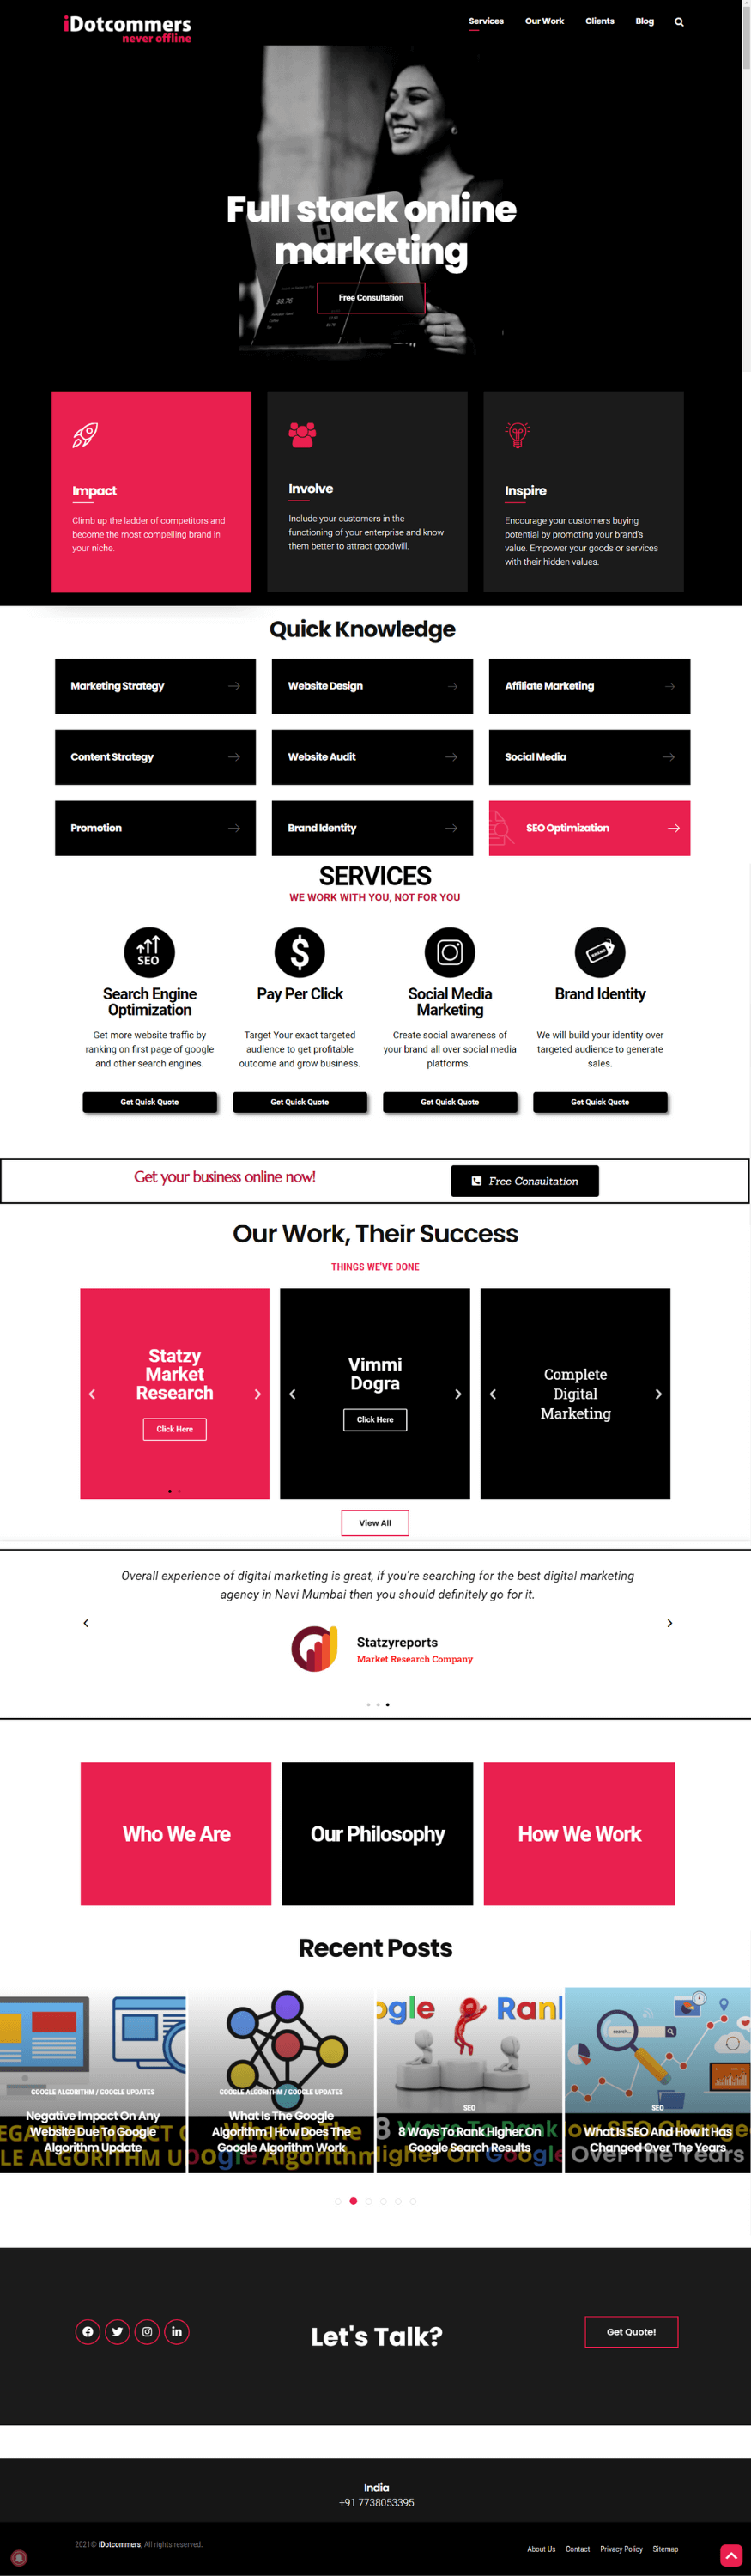 iDotcommers
never offline
Services
Our Work
Clients
Blog
Full stack online
marketing
Free Consultation
Impact
Climb up the ladder of competitors and
become the most compelling brand in
your niche.
Involve
Include your customers in the
functioning of your enterprise and know
them better to attract goodwill.
Inspire
Encourage your customers buying
potential by promoting your brand's
value. Empower your goods or services
with their hidden values.
Quick Knowledge
Marketing Strategy
Website Design
Affiliate Marketing
Content Strategy
Website Audit
Social Media
Promotion
Brand Identity
SEO Optimization
SERVICES
WE WORK WITH YOU, NOT FOR YOU
SEO
Search Engine
Optimization
Get more website traffic by
ranking on first page of google
and other search engines.
Get Quick Quote
$
Pay Per Click
Target Your exact targeted
audience to get profitable
outcome and grow business.
Get Quick Quote
Social Media
Marketing
Create social awareness of
your brand all over social media
platforms.
Get Quick Quote
Brand Identity
We will build your identity over
targeted audience to generate
sales.
Get Quick Quote
Get your business online now!
Free Consultation
Our Work, Their Success
THINGS WE'VE DONE
Statzy
Market
Research
Click Here
Vimmi
Dogra
Click Here
Complete
Digital
Marketing
View All
Overall experience of digital marketing is great, if you're searching for the best digital marketing
agency in Navi Mumbai then you should definitely go for it.
Statzyreports
Market Research Company
Who We Are
Our Philosophy
How We Work
Recent Posts
GOOGLE ALGORITHM / GOOGLE UPDATES
Negative Impact On Any
Website Due To Google
Algorithm Update
GOOGLE ALGORITHM / GOOGLE UPDATES
What Is The Google
Algorithm | How Does The
Google Algorithm Work
SEO
8 Ways To Rank Higher On
Google Search Results
SEO
What Is SEO And How It Has
Changed Over The Years
Let's Talk?
Get Quote!
India
+91 7738053395
2021© iDotcommers, All rights reserved.
About Us
Contact
Privacy Policy
Sitemap